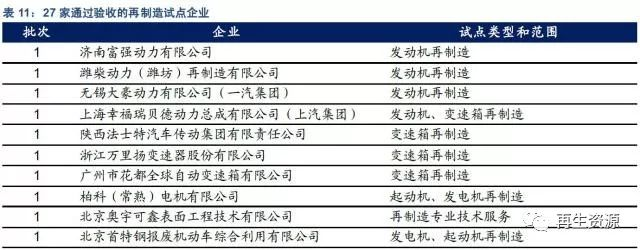 表 11：27 家通过验收的再制造试点企业
批次 企业 试点类型和范围
1 济南富强动力有限公司 发动机再制造
1 潍柴动力（潍坊）再制造有限公司 发动机再制造
1 无锡大豪动力有限公司（一汽集团） 发动机再制造
1 上海幸福瑞贝德动力总成有限公司（上汽集团） 发动机、变速箱再制造
1 陕西法士特汽车传动集团有限责任公司 变速箱再制造
1 浙江万里扬变速器股份有限公司 变速箱再制造
1 广州市花都全球自动变速箱有限公司 变速箱再制造
1 柏科（常熟）电机有限公司 起动机、发电机再制造
1 北京奥宇可鑫表面工程技术有限公司 再制造专业技术服务
1 北京首特钢报废机动车综合利用有限公司 发电机、起动机再制造
再生资源